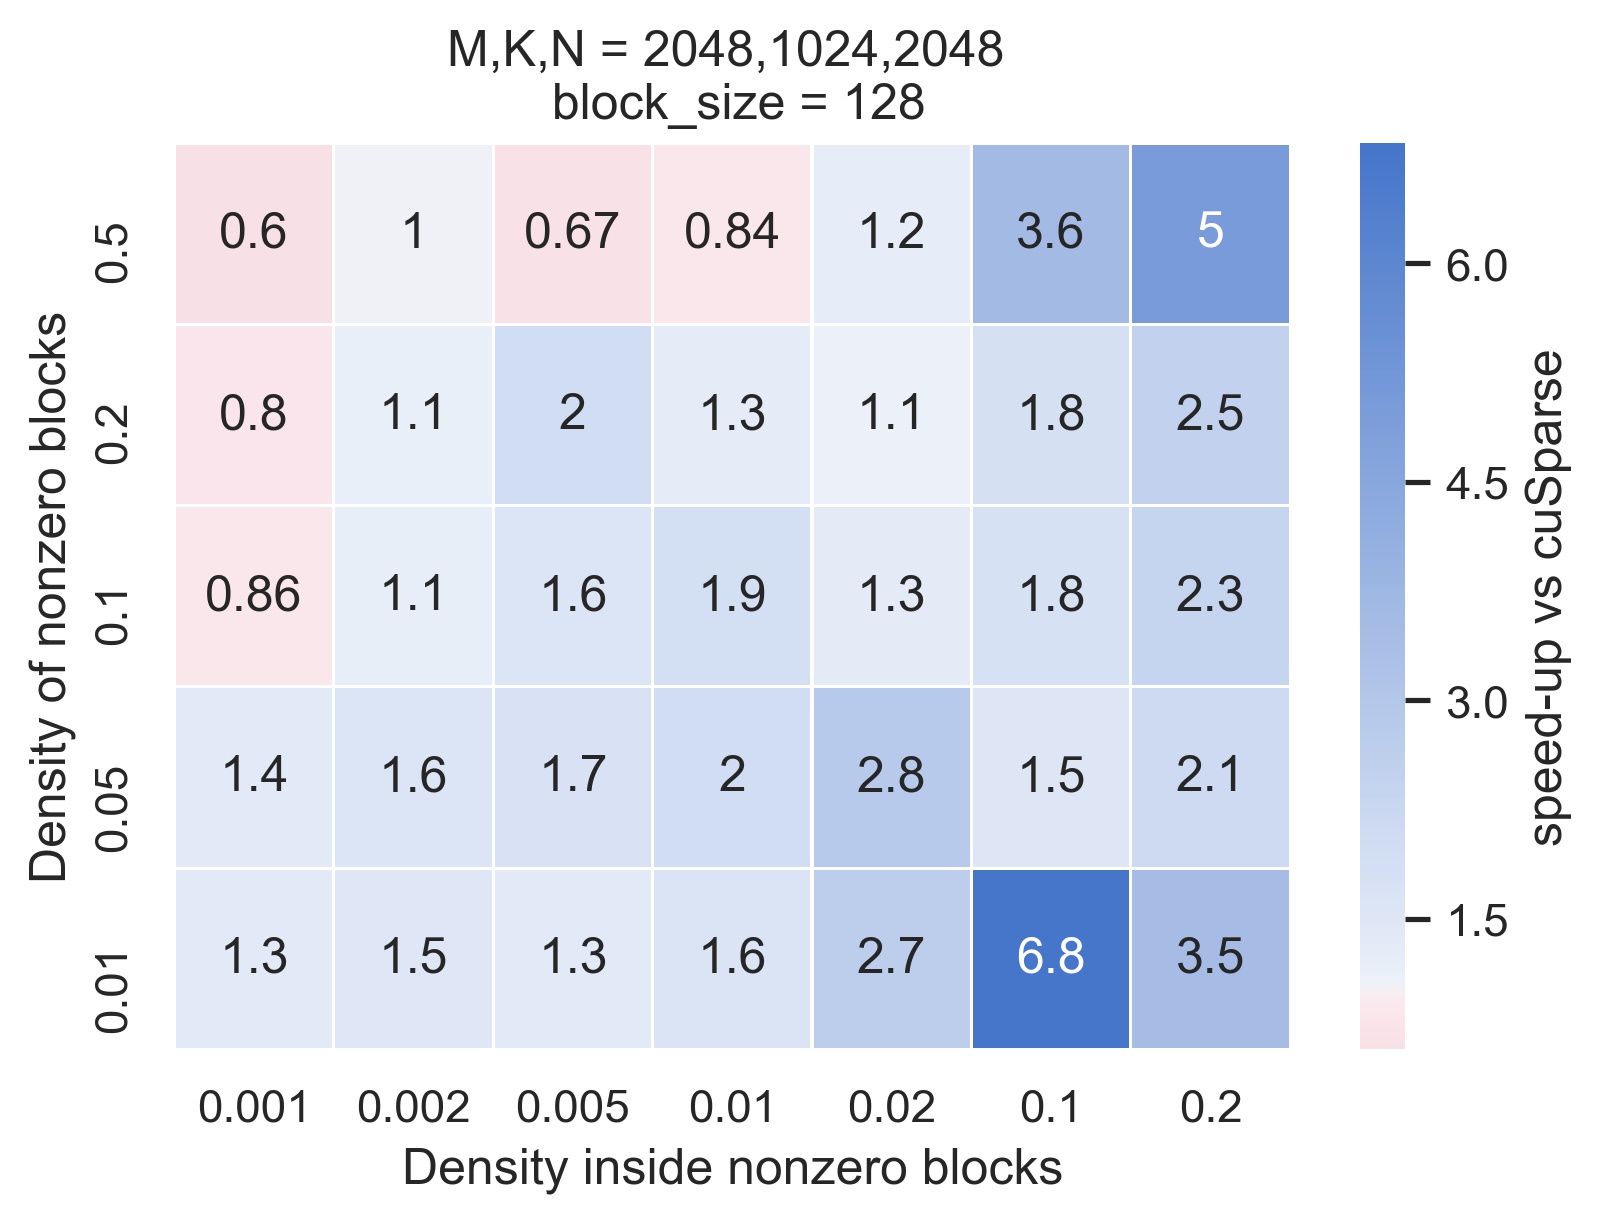 M,K,N = 2048,1024,2048
block_size = 128
Density of nonzero blocks
0.5
0.6 1 0.67 0.84 1.2 3.6 5
0.2
0.8 1.1 2 1.3 1.1 1.8 2.5
0.1
0.86 1.1 1.6 1.9 1.3 1.8 2.3
0.05
1.4 1.6 1.7 2 2.8 1.5 2.1
0.01
1.3 1.5 1.3 1.6 2.7 6.8 3.5
0.001 0.002 0.005 0.01 0.02 0.1 0.2
Density inside nonzero blocks
6.0
4.5
3.0
1.5
speed-up vs cuSparse